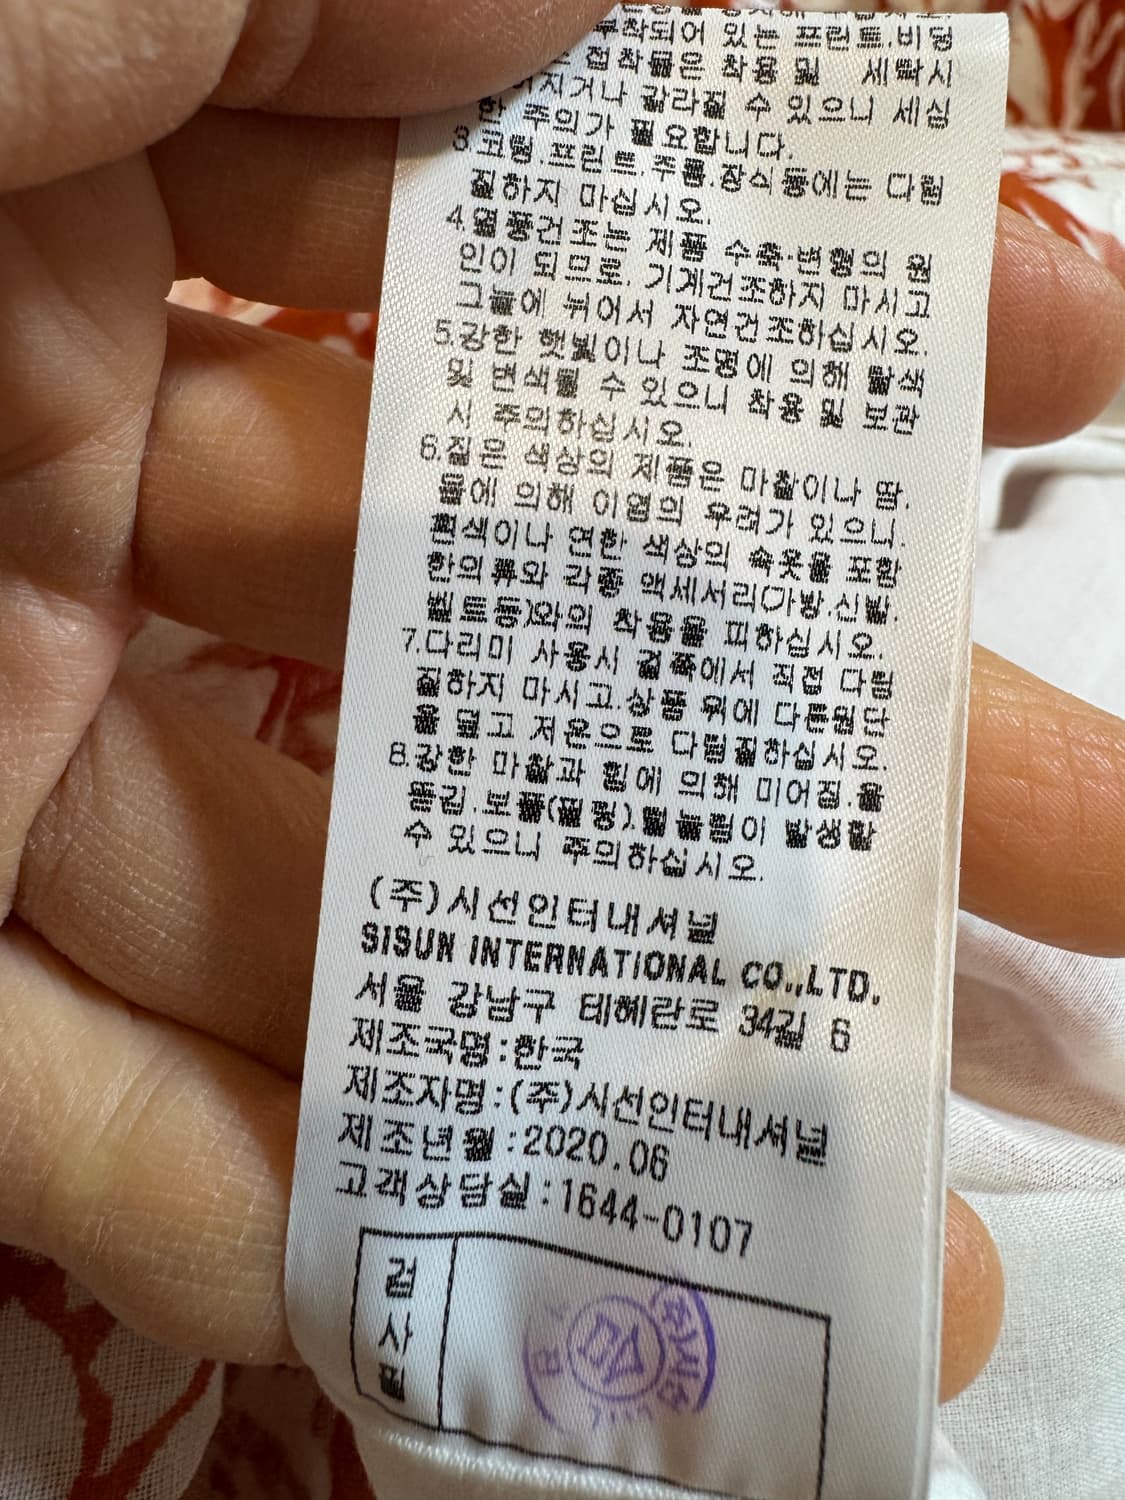 부착되어 있는 프린트.비딩
접착물은 착용 및 세탁시
어지거나 갈라질 수 있으니 세심
한 주의가 필요합니다.
3.코팅.프린트.주름.장식등에는 다림
질하지 마십시오.
4.열풍건조는 제품 수축·변형의 원
인이 되므로, 기계건조하지 마시고
그늘에 뉘어서 자연건조하십시오.
5.강한 햇빛이나 조명에 의해 탈색
및 변색될 수 있으니 착용 및 보관
시 주의하십시오.
6.짙은 색상의 제품은 마찰이나 땀.
물에 의해 이염의 우려가 있으니.
흰색이나 연한 색상의 속옷을 포함
한의류와 각종 액세서리(가방.신발.
벨트등)와의 착용을 피하십시오.
7.다리미 사용시 겉쪽에서 직접 다림
질하지 마시고.상품 위에 다른원단
을 덮고 저온으로 다림질하십시오.
8.강한 마찰과 힘에 의해 미어짐.올
뜯김.보풀(필링).털눌림이 발생할
수 있으니 주의하십시오.
(주)시선인터내셔널
SISUN INTERNATIONAL CO.,LTD.
서울 강남구 테헤란로 34길 6
제조국명:한국
제조자명:(주)시선인터내셔널
제조년월:2020.06
고객상담실:1644-0107
검사필